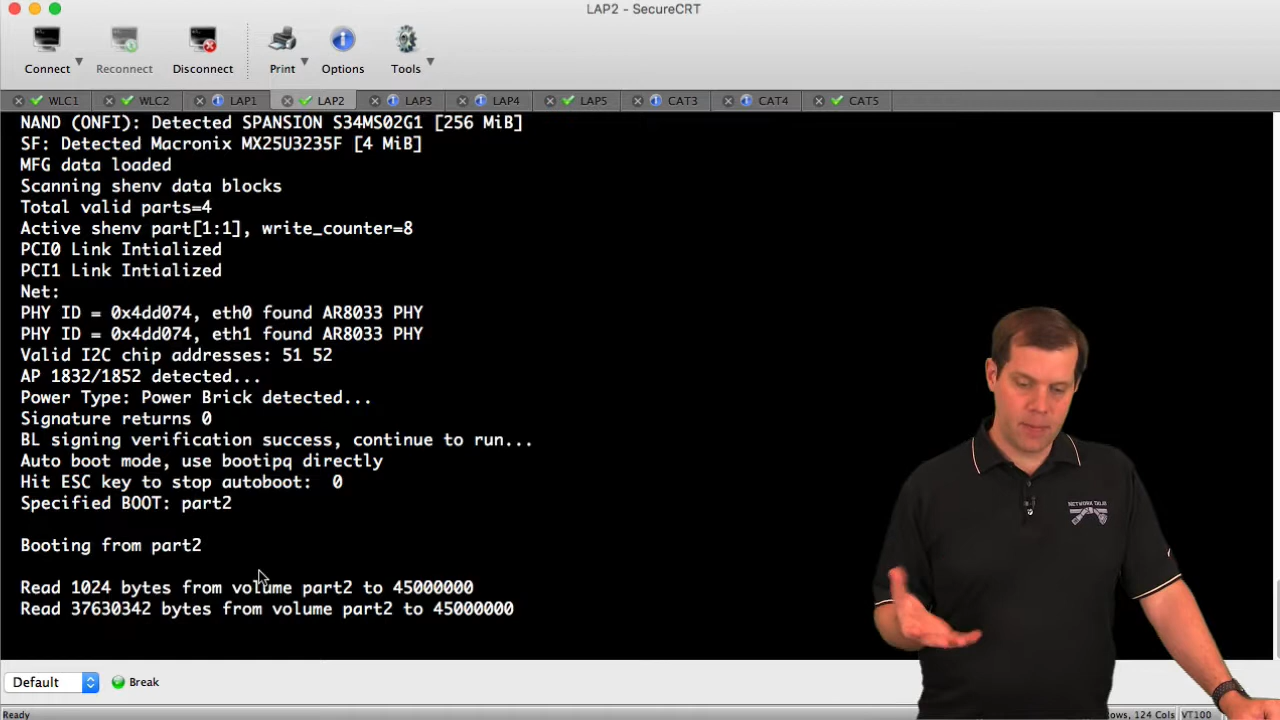 LAP2 - SecureCRT
Connect Reconnect Disconnect Print Options Tools
WLC1 WLC2 LAP1 LAP2 LAP3 LAP4 LAP5 CAT3 CAT4 CAT5
NAND (ONFI): Detected SPANSION S34MS02G1 [256 MiB]
SF: Detected Macronix MX25U3235F [4 MiB]
MFG data loaded
Scanning shenv data blocks
Total valid parts=4
Active shenv part[1:1], write_counter=8
PCI0 Link Intialized
PCI1 Link Intialized
Net:
PHY ID = 0x4dd074, eth0 found AR8033 PHY
PHY ID = 0x4dd074, eth1 found AR8033 PHY
Valid I2C chip addresses: 51 52
AP 1832/1852 detected...
Power Type: Power Brick detected...
Signature returns 0
BL signing verification success, continue to run...
Auto boot mode, use bootipq directly
Hit ESC key to stop autoboot: 0
Specified BOOT: part2
Booting from part2
Read 1024 bytes from volume part2 to 45000000
Read 37630342 bytes from volume part2 to 45000000
NETWORK DOJO
Default Break
Ready 124 Cols VT100